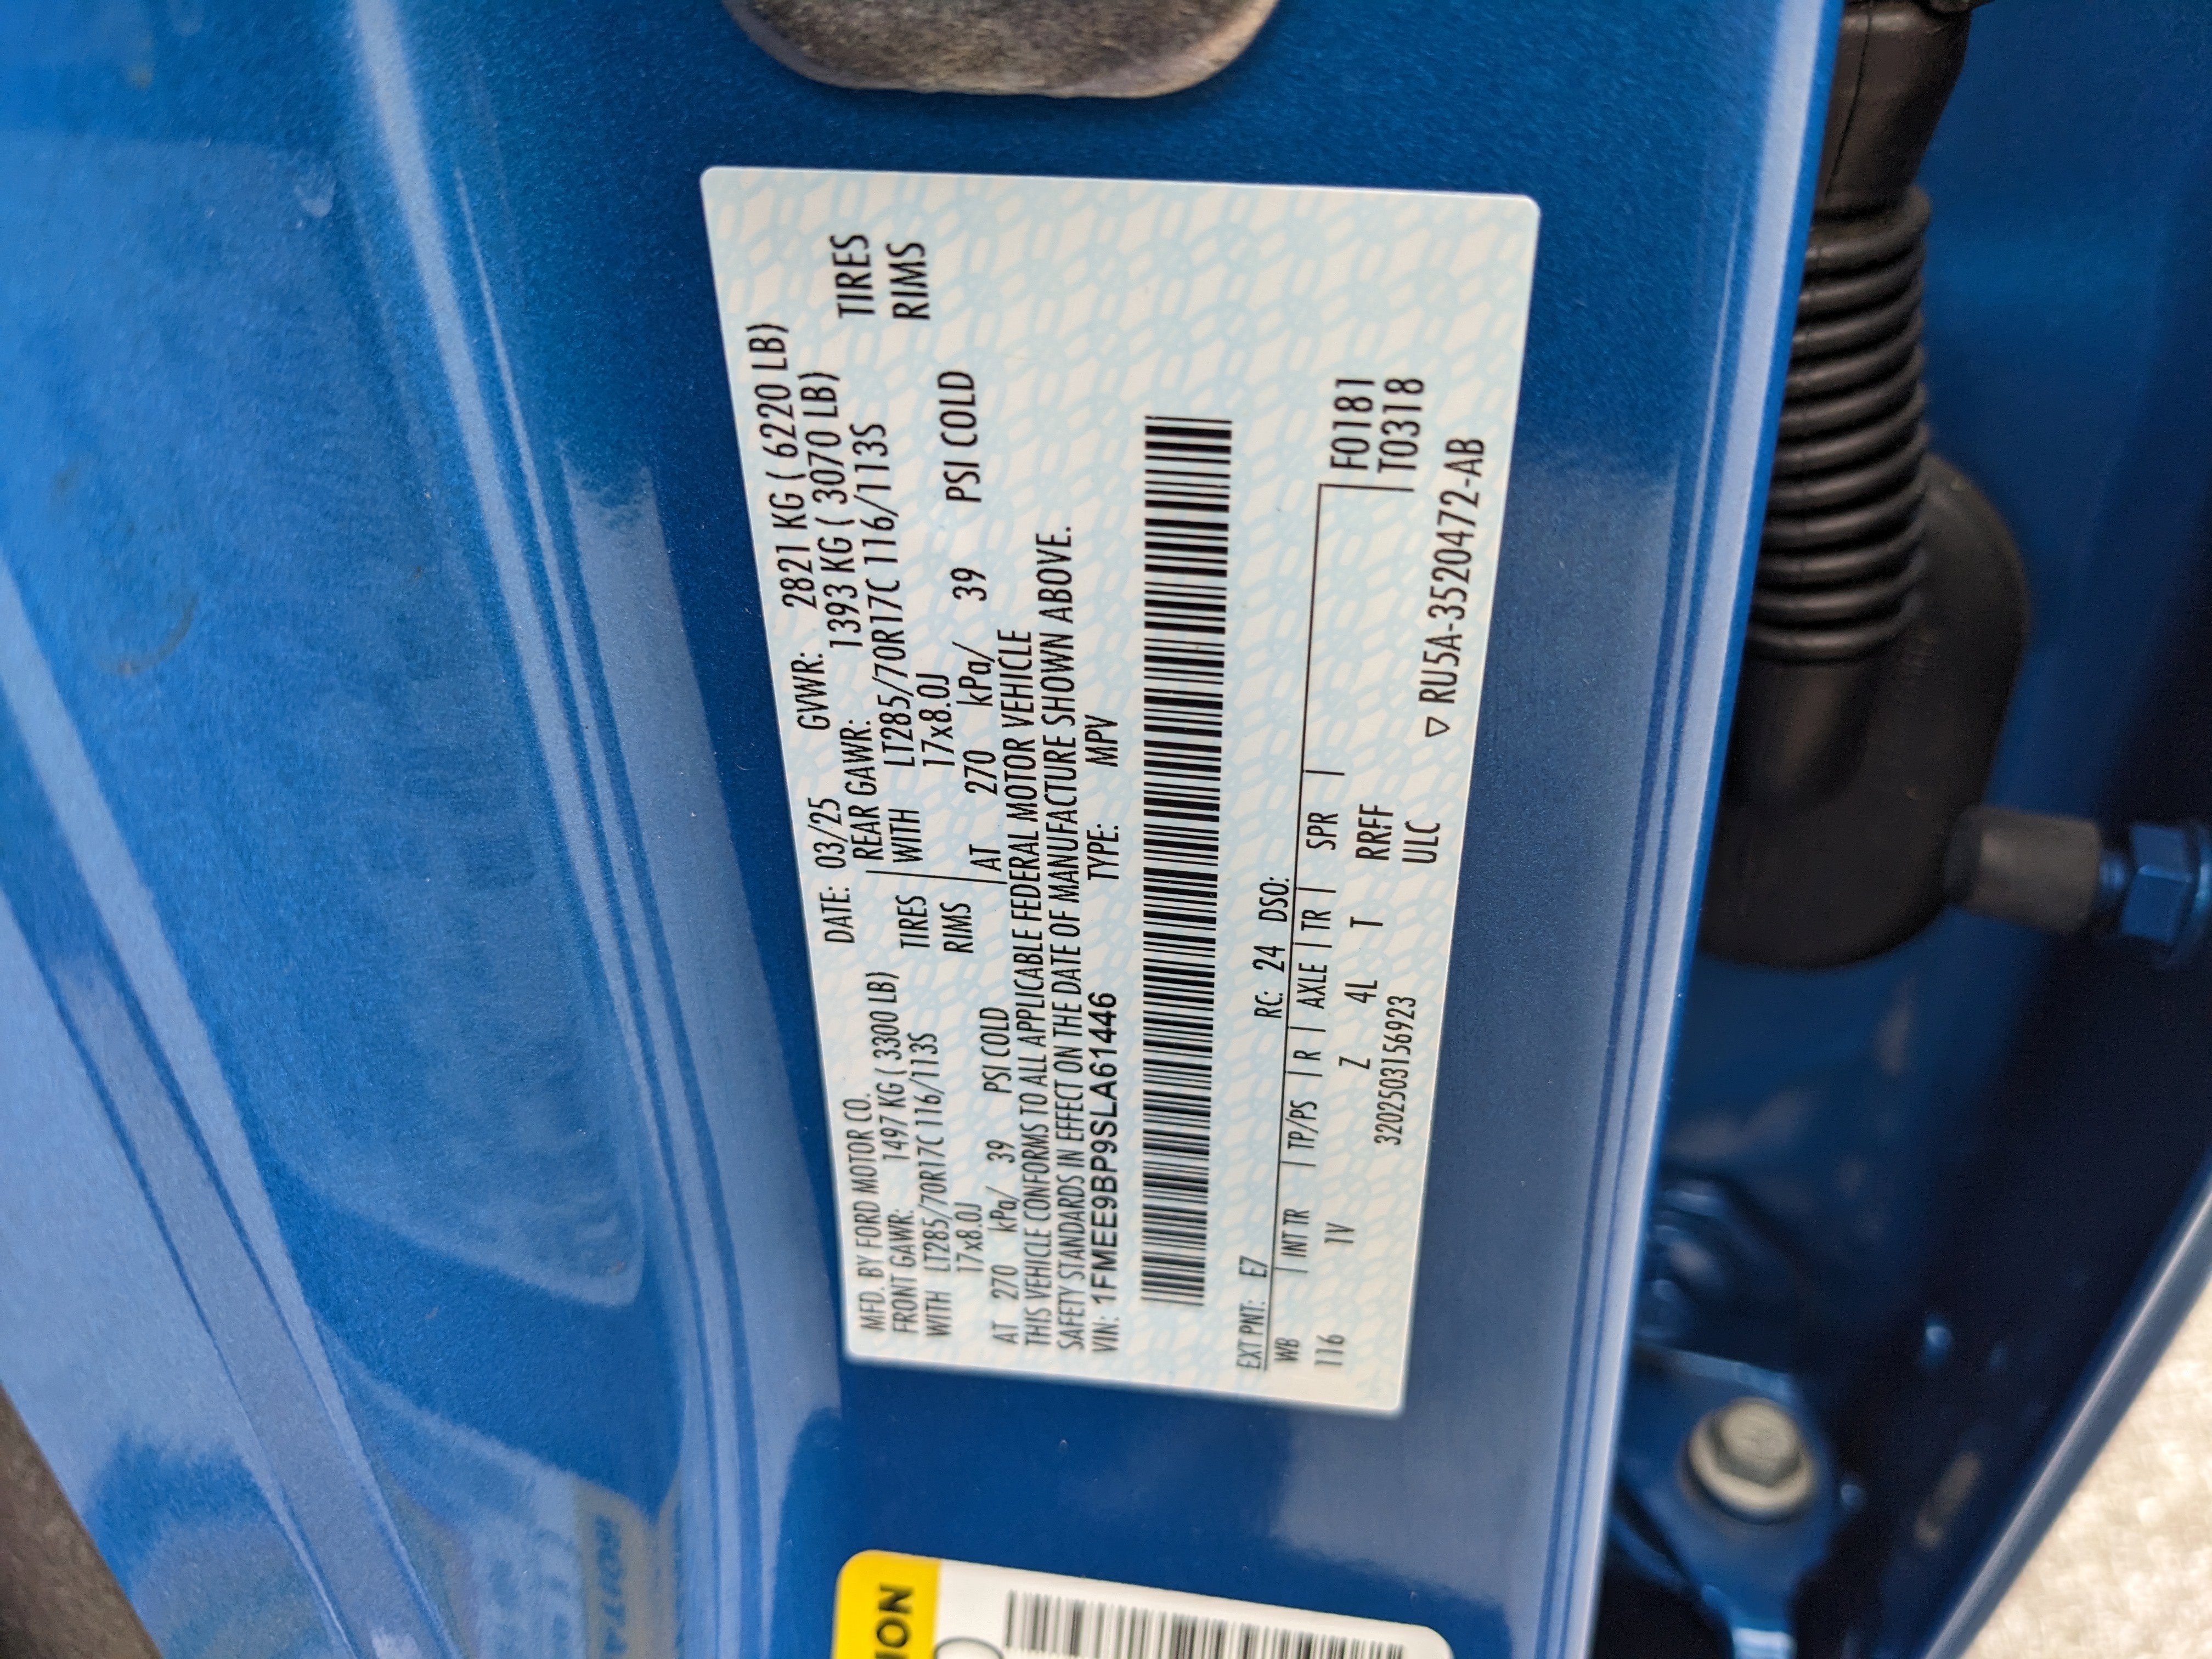 MFD. BY FORD MOTOR CO. DATE: 03/25 GVWR: 2821 KG ( 6220 LB)
FRONT GAWR: 1497 KG ( 3300 LB) REAR GAWR: 1393 KG ( 3070 LB)
WITH LT285/70R17C 116/113S TIRES WITH LT285/70R17C 116/113S TIRES
17x8.0J RIMS 17x8.0J RIMS
AT 270 kPa/ 39 PSI COLD AT 270 kPa/ 39 PSI COLD
THIS VEHICLE CONFORMS TO ALL APPLICABLE FEDERAL MOTOR VEHICLE
SAFETY STANDARDS IN EFFECT ON THE DATE OF MANUFACTURE SHOWN ABOVE.
VIN: 1FMEE9BP9SLA61446 TYPE: MPV
EXT PNT: E7 RC: 24 DSO:
WB INT TR TP/PS R AXLE TR SPR F0181
116 1V Z 4L T RRFF T0318
3202503156923 ULC ▽ RU5A-3520472-AB